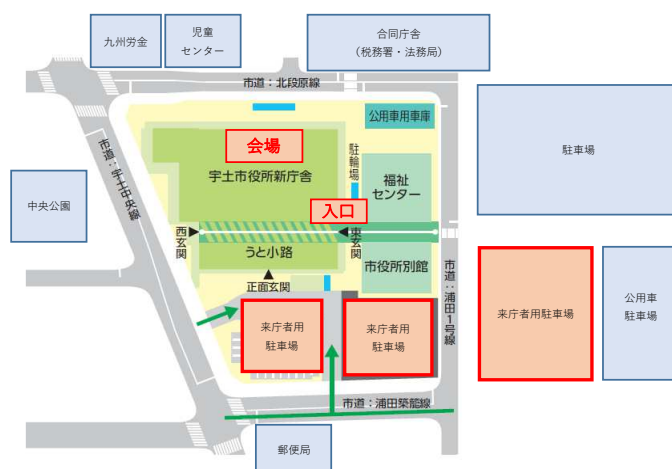 九州労金
児童
センター
合同庁舎
（税務署・法務局）
市道：北段原線
公用車用車庫
会場
宇土市役所新庁舎
駐輪場
福祉
センター
駐車場
市道：宇土中央線
中央公園
入口
西玄関
うと小路
東玄関
正面玄関
市役所別館
市道：浦田１号線
来庁者用
駐車場
来庁者用
駐車場
来庁者用駐車場
公用車
駐車場
市道：浦田築籠線
郵便局